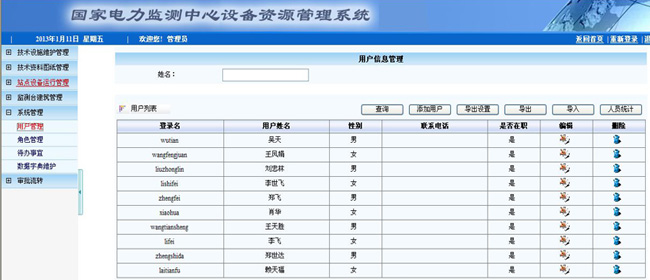 国家电力监测中心设备资源管理系统
2013年1月11日 星期五 | 欢迎您! 管理员 返回首页 | 重新登录 |
技术设施维护管理
技术资料图纸管理
站点设备运行管理
监测台建筑管理
系统管理
用户管理
角色管理
待办事宜
数据字典维护
审批流转
用户信息管理
姓名:
用户列表 查询 添加用户 导出设置 导出 导入 人员统计
登录名 用户姓名 性别 联系电话 是否在职 编辑 删除
wutian 吴天 男 是
wangfengjuan 王凤娟 女 是
liuzhonglin 刘忠林 男 是
lishifei 李世飞 女 是
zhengfei 郑飞 男 是
xiaohua 肖华 女 是
wangtiansheng 王天胜 男 是
lifei 李飞 女 是
zhengshida 郑世达 男 是
laitianfu 赖天福 女 是